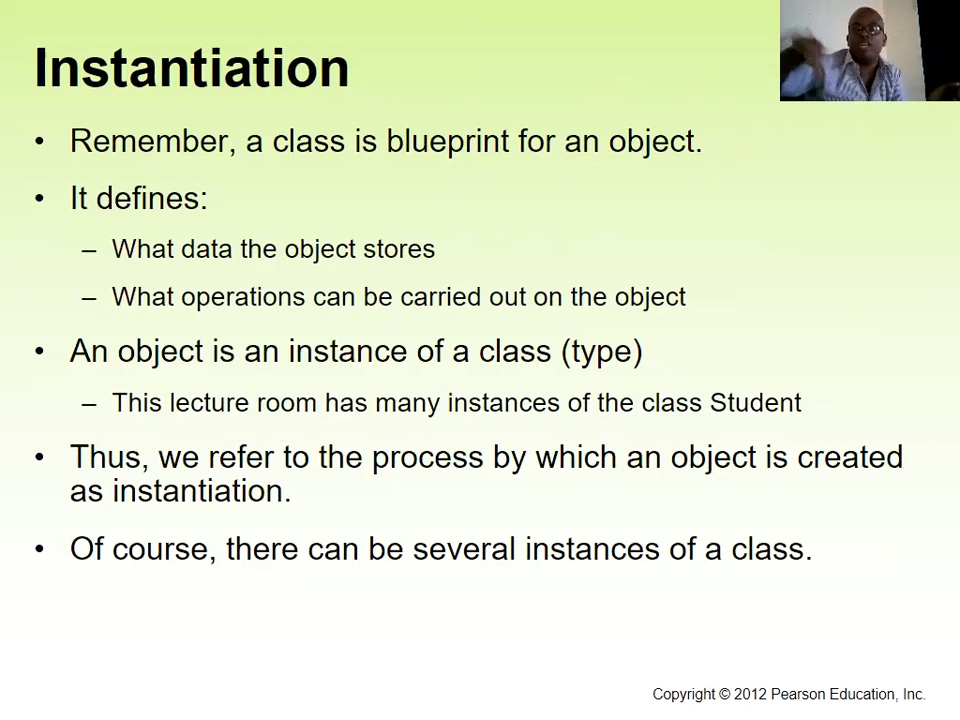 Instantiation
• Remember, a class is blueprint for an object.
• It defines:
– What data the object stores
– What operations can be carried out on the object
• An object is an instance of a class (type)
– This lecture room has many instances of the class Student
• Thus, we refer to the process by which an object is created
as instantiation.
• Of course, there can be several instances of a class.
Copyright © 2012 Pearson Education, Inc.